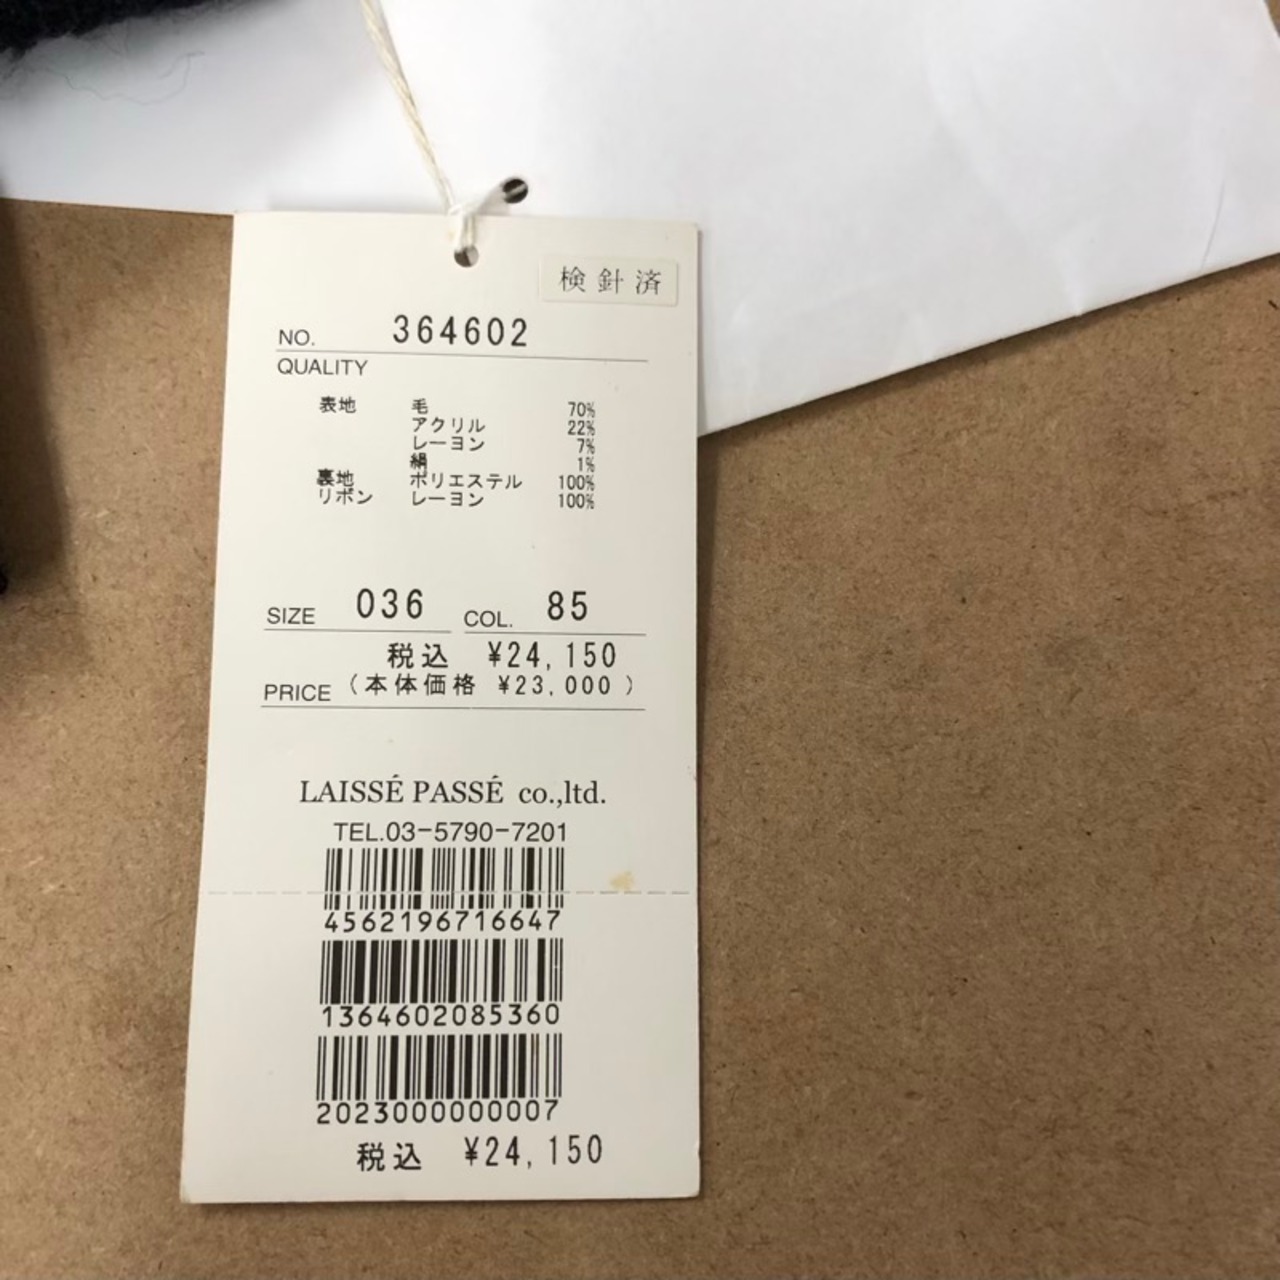 検針済
NO. 364602
QUALITY
表地 毛 70%
アクリル 22%
レーヨン 7%
絹 1%
裏地 ポリエステル 100%
リボン レーヨン 100%
SIZE 036 COL. 85
税込 ¥24,150
PRICE (本体価格 ¥23,000)
LAISSÉ PASSÉ co.,ltd.
TEL.03-5790-7201
4562196716647
1364602085360
2023000000007
税込 ¥24,150